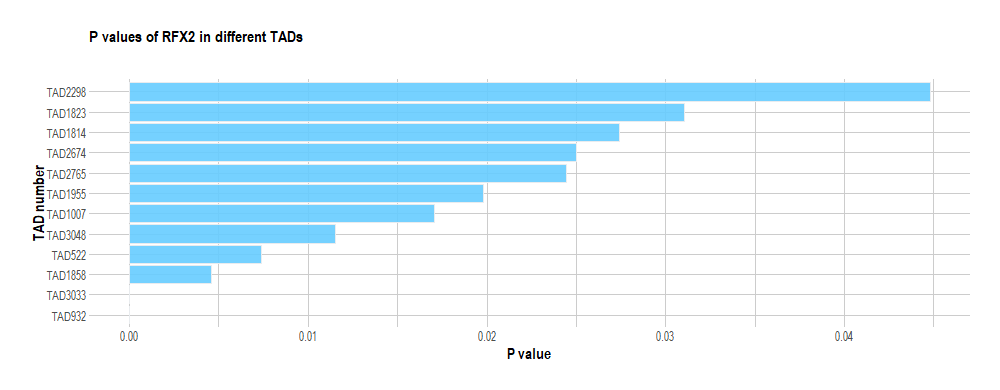 P values of RFX2 in different TADs
TAD number
TAD2298
TAD1823
TAD1814
TAD2674
TAD2765
TAD1955
TAD1007
TAD3048
TAD522
TAD1858
TAD3033
TAD932
0.00 0.01 0.02 0.03 0.04
P value